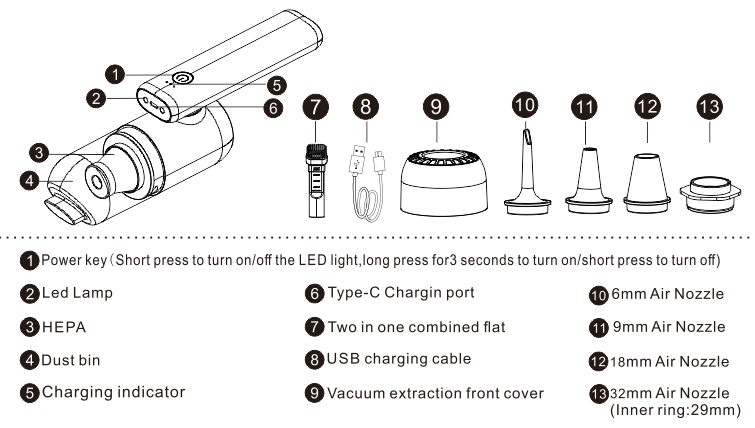 1
2
3
4
5
6
7
8
9
10
11
12
13
1 Power key (Short press to turn on/off the LED light,long press for3 seconds to turn on/short press to turn off)
2 Led Lamp
3 HEPA
4 Dust bin
5 Charging indicator
6 Type-C Chargin port
7 Two in one combined flat
8 USB charging cable
9 Vacuum extraction front cover
10 6mm Air Nozzle
11 9mm Air Nozzle
12 18mm Air Nozzle
13 32mm Air Nozzle
(Inner ring:29mm)